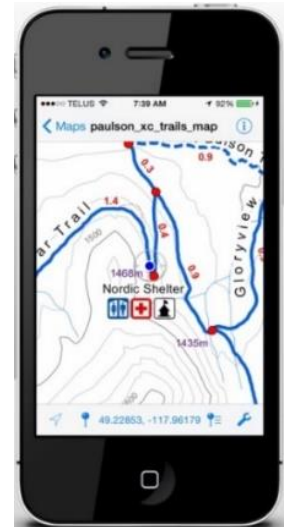 TELUS 7:39 AM 92%
Maps paulson_xc_trails_map
0.3
0.9
1.4
ar Trail
1500
0.4
0.9
Gloryview
1468m
Nordic Shelter
1435m
49.22853, -117.96179